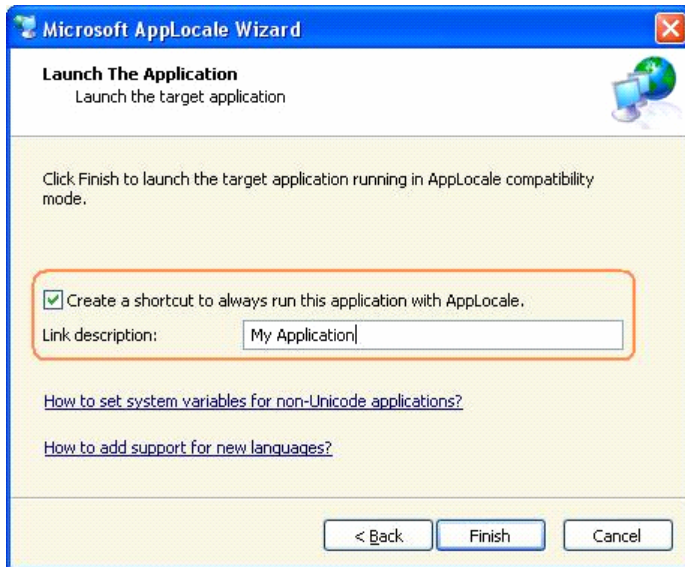 Microsoft AppLocale Wizard
Launch The Application
Launch the target application
Click Finish to launch the target application running in AppLocale compatibility
mode.
Create a shortcut to always run this application with AppLocale.
Link description: My Application
How to set system variables for non-Unicode applications?
How to add support for new languages?
< Back Finish Cancel